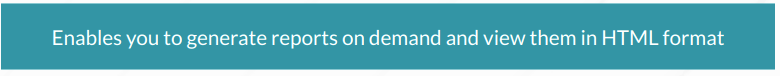 Enables you to generate reports on demand and view them in HTML format